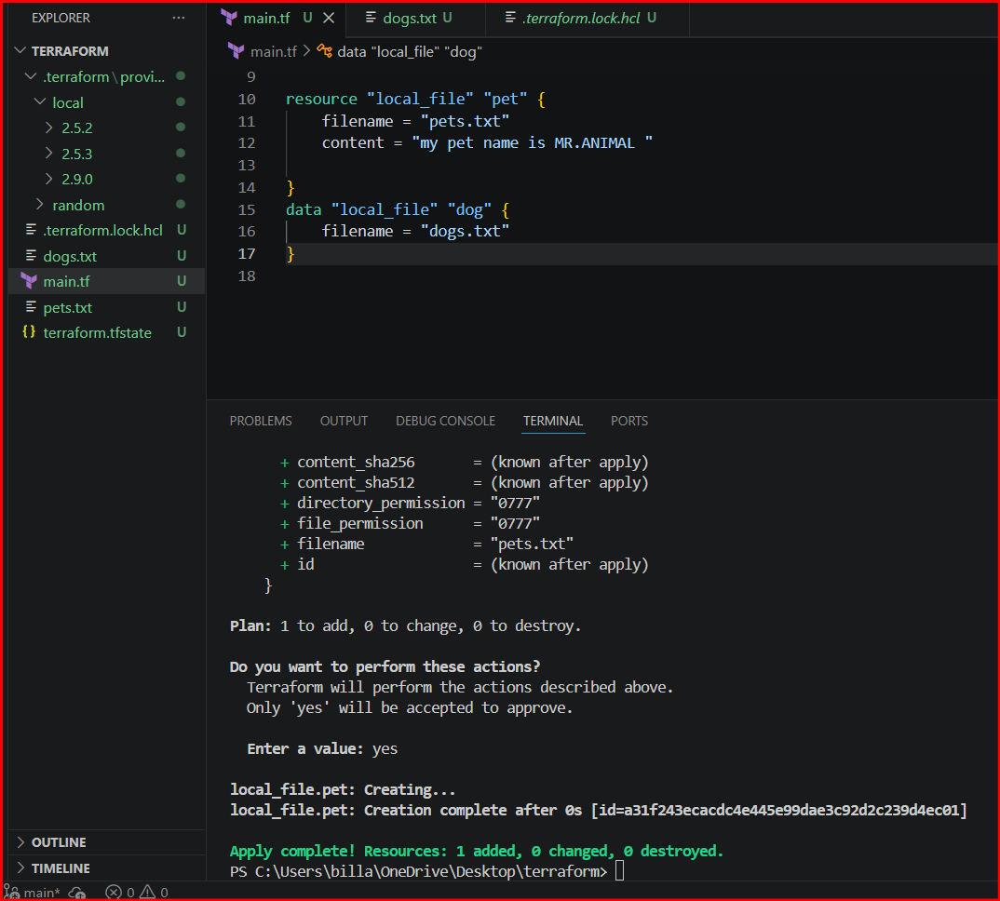 EXPLORER ...
TERRAFORM
.terraform\provi...
local
2.5.2
2.5.3
2.9.0
random
.terraform.lock.hcl U
dogs.txt U
main.tf U
pets.txt U
terraform.tfstate U
OUTLINE
TIMELINE
main.tf U
dogs.txt U
.terraform.lock.hcl U
main.tf > data "local_file" "dog"
9
10 resource "local_file" "pet" {
11 filename = "pets.txt"
12 content = "my pet name is MR.ANIMAL "
13
14 }
15 data "local_file" "dog" {
16 filename = "dogs.txt"
17 }
18
PROBLEMS OUTPUT DEBUG CONSOLE TERMINAL PORTS
+ content_sha256 = (known after apply)
+ content_sha512 = (known after apply)
+ directory_permission = "0777"
+ file_permission = "0777"
+ filename = "pets.txt"
+ id = (known after apply)
}
Plan: 1 to add, 0 to change, 0 to destroy.
Do you want to perform these actions?
Terraform will perform the actions described above.
Only 'yes' will be accepted to approve.
Enter a value: yes
local_file.pet: Creating...
local_file.pet: Creation complete after 0s [id=a31f243ecacdc4e445e99dae3c92d2c239d4ec01]
Apply complete! Resources: 1 added, 0 changed, 0 destroyed.
PS C:\Users\billa\OneDrive\Desktop\terraform>
main* 0 0